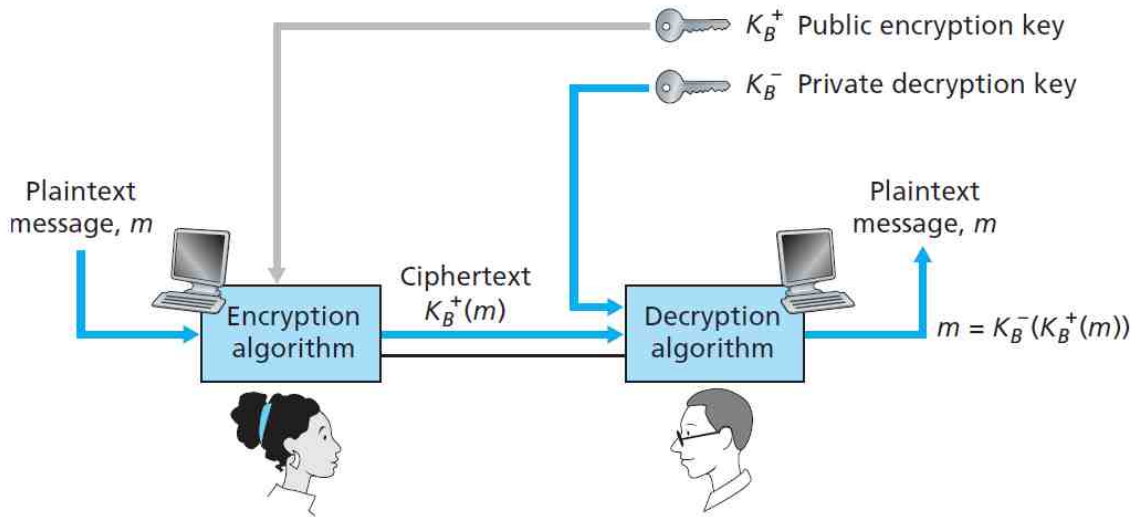 K_B^+ Public encryption key
K_B^- Private decryption key
Plaintext
message, m
Plaintext
message, m
Ciphertext
K_B^+(m)
Encryption
algorithm
Decryption
algorithm
m = K_B^-(K_B^+(m))